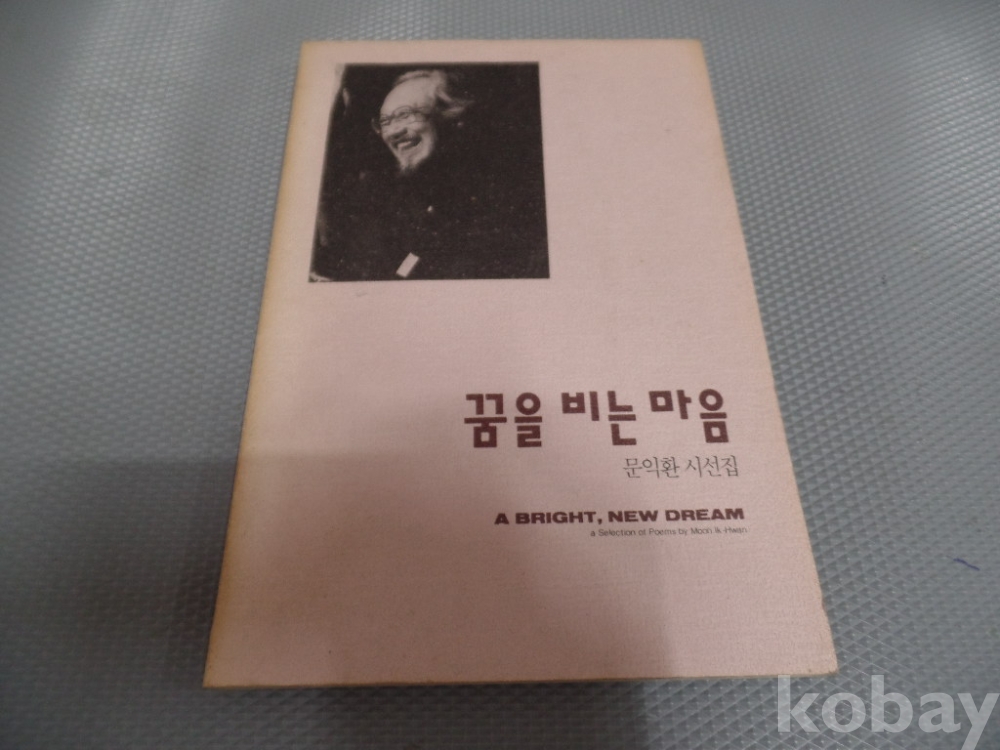 꿈을 비는 마음
문익환 시선집
A BRIGHT, NEW DREAM
a Selection of Poems by Moon Ik-Hwan
kobay